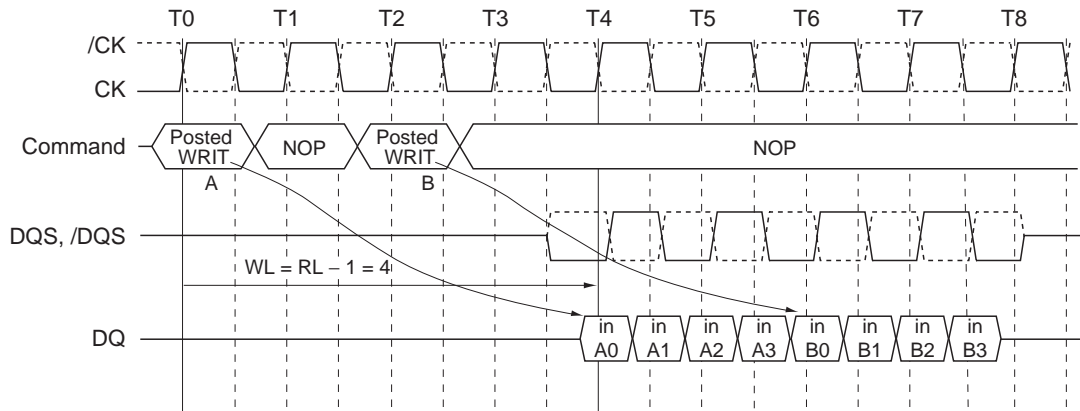 T0 T1 T2 T3 T4 T5 T6 T7 T8
/CK
CK
Command
Posted
WRIT
A
NOP
Posted
WRIT
B
NOP
DQS, /DQS
WL = RL − 1 = 4
DQ
in
A0
in
A1
in
A2
in
A3
in
B0
in
B1
in
B2
in
B3